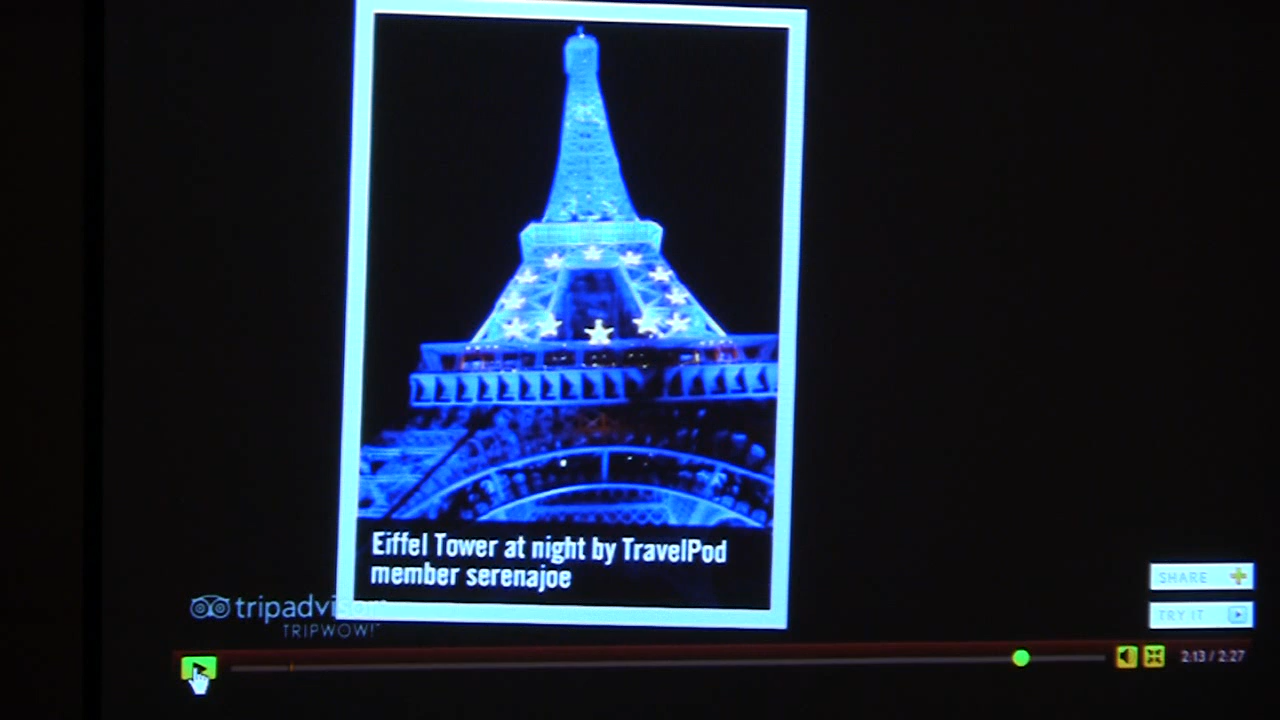 Eiffel Tower at night by TravelPod
member serenajoe
tripadvisor
TRIPWOW!
SHARE
TRY IT
2:13 / 2:27